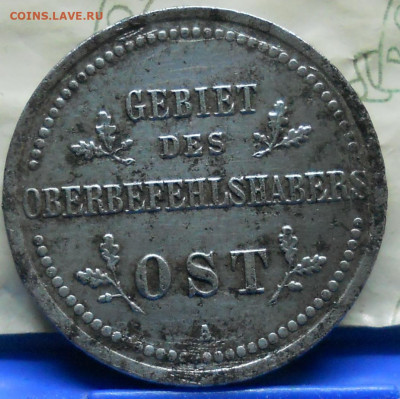 COINS.LAVE.RU
GEBIET
DES
OBERBEFEHLSHABERS
OST
A